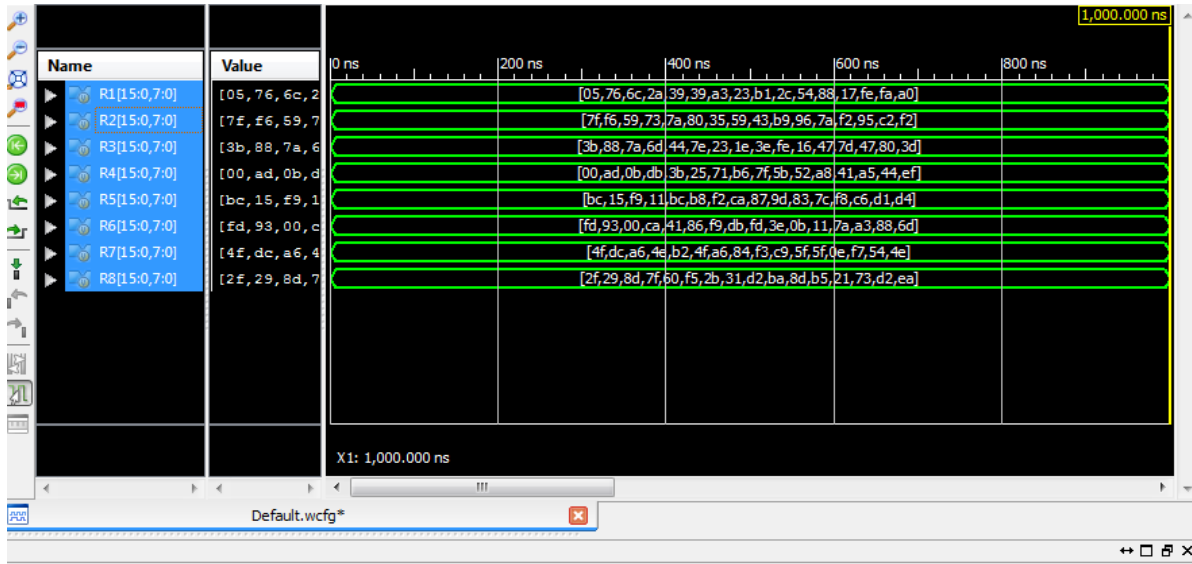 1,000.000 ns
Name Value 0 ns 200 ns 400 ns 600 ns 800 ns
R1[15:0,7:0] [05,76,6c,2 [05,76,6c,2a,39,39,a3,23,b1,2c,54,88,17,fe,fa,a0]
R2[15:0,7:0] [7f,f6,59,7 [7f,f6,59,73,7a,80,35,59,43,b9,96,7a,f2,95,c2,f2]
R3[15:0,7:0] [3b,88,7a,6 [3b,88,7a,6d,44,7e,23,1e,3e,fe,16,47,7d,47,80,3d]
R4[15:0,7:0] [00,ad,0b,d [00,ad,0b,db,3b,25,71,b6,7f,5b,52,a8,41,a5,44,ef]
R5[15:0,7:0] [bc,15,f9,1 [bc,15,f9,11,bc,b8,f2,ca,87,9d,83,7c,f8,c6,d1,d4]
R6[15:0,7:0] [fd,93,00,c [fd,93,00,ca,41,86,f9,db,fd,3e,0b,11,7a,a3,88,6d]
R7[15:0,7:0] [4f,dc,a6,4 [4f,dc,a6,4e,b2,4f,a6,84,f3,c9,5f,5f,0e,f7,54,4e]
R8[15:0,7:0] [2f,29,8d,7 [2f,29,8d,7f,60,f5,2b,31,d2,ba,8d,b5,21,73,d2,ea]
X1: 1,000.000 ns
Default.wcfg*